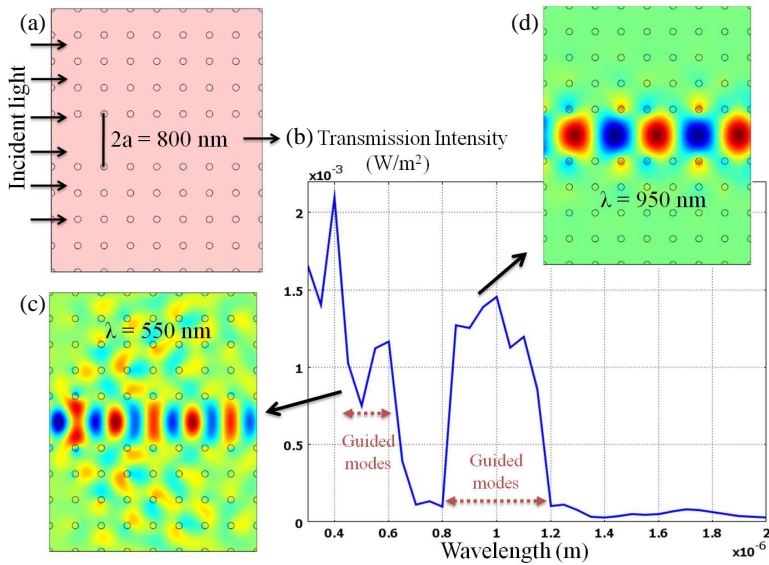 (a)
Incident light
2a = 800 nm
(b) Transmission Intensity
(W/m²)
x10⁻³
2
1.5
1
0.5
0
0.4
0.6
0.8
1
1.2
1.4
1.6
1.8
2
x10⁻⁶
Wavelength (m)
Guided
modes
Guided
modes
(c)
λ = 550 nm
(d)
λ = 950 nm